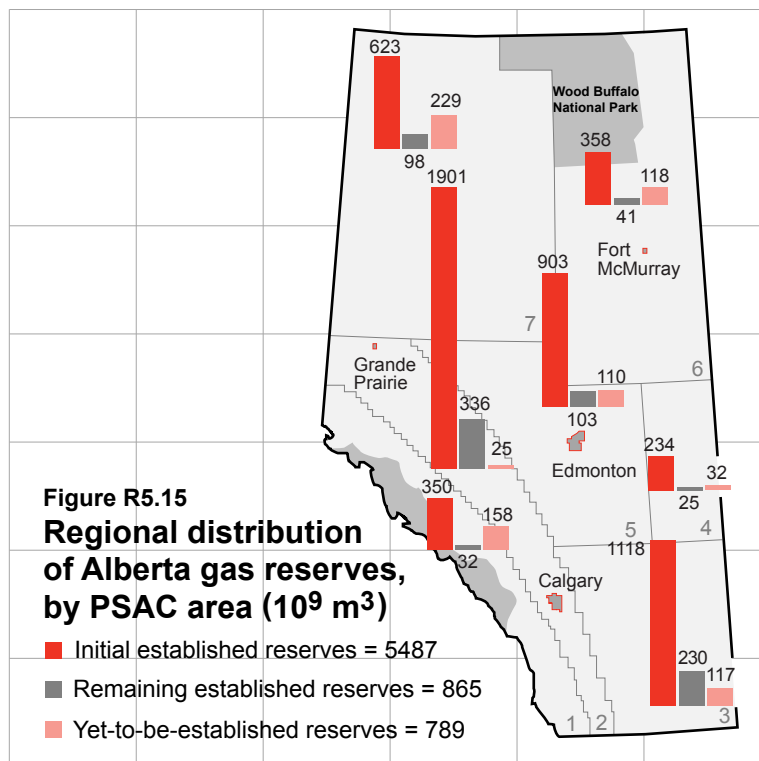 623
229
98
1901
Wood Buffalo
National Park
358
118
41
Fort
McMurray
903
7
6
Grande
Prairie
110
103
336
25
Edmonton
234
32
25
5
4
350
158
32
1118
Calgary
230
117
1
2
3
Figure R5.15
Regional distribution
of Alberta gas reserves,
by PSAC area (10⁹ m³)
Initial established reserves = 5487
Remaining established reserves = 865
Yet-to-be-established reserves = 789